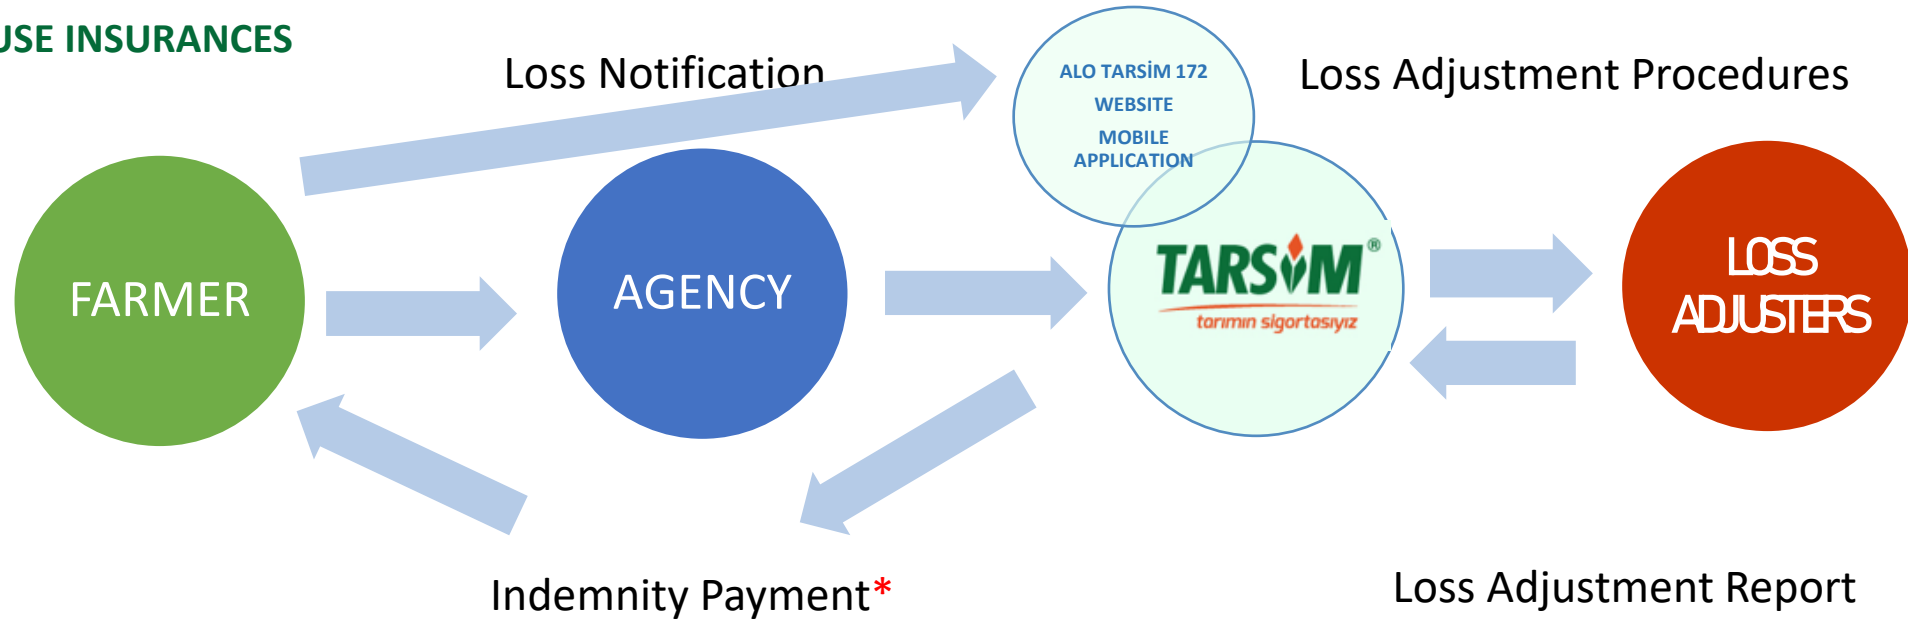 USE INSURANCES
Loss Notification
ALO TARSİM 172
WEBSITE
MOBILE
APPLICATION
Loss Adjustment Procedures
FARMER
AGENCY
TARSİM®
tarımın sigortasıyız
LOSS
ADJUSTERS
Indemnity Payment*
Loss Adjustment Report